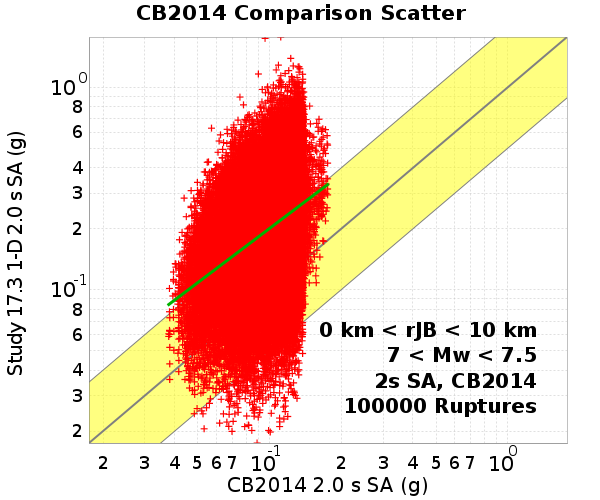 CB2014 Comparison Scatter
Study 17.3 1-D 2.0 s SA (g)
10^0
8
6
4
3
2
10^-1
8
6
4
3
2
0 km < rJB < 10 km
7 < Mw < 7.5
2s SA, CB2014
100000 Ruptures
2 3 4 5 6 7 10^-1 2 3 4 5 6 7 10^0
CB2014 2.0 s SA (g)